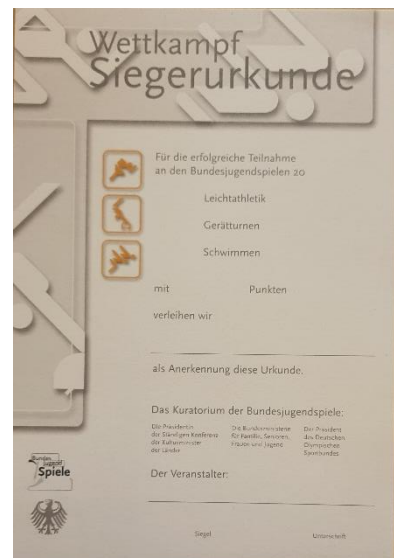 Wettkampf
Siegerurkunde
Für die erfolgreiche Teilnahme
an den Bundesjugendspielen 20
Leichtathletik
Gerätturnen
Schwimmen
mit Punkten
verleihen wir
als Anerkennung diese Urkunde.
Das Kuratorium der Bundesjugendspiele:
Die Präsidentin
der Ständigen Konferenz
der Kultusminister
der Länder
Die Bundesministerin
für Familie, Senioren,
Frauen und Jugend
Der Präsident
des Deutschen
Olympischen
Sportbundes
Bundes
jugend
Spiele
Der Veranstalter:
Siegel Unterschrift